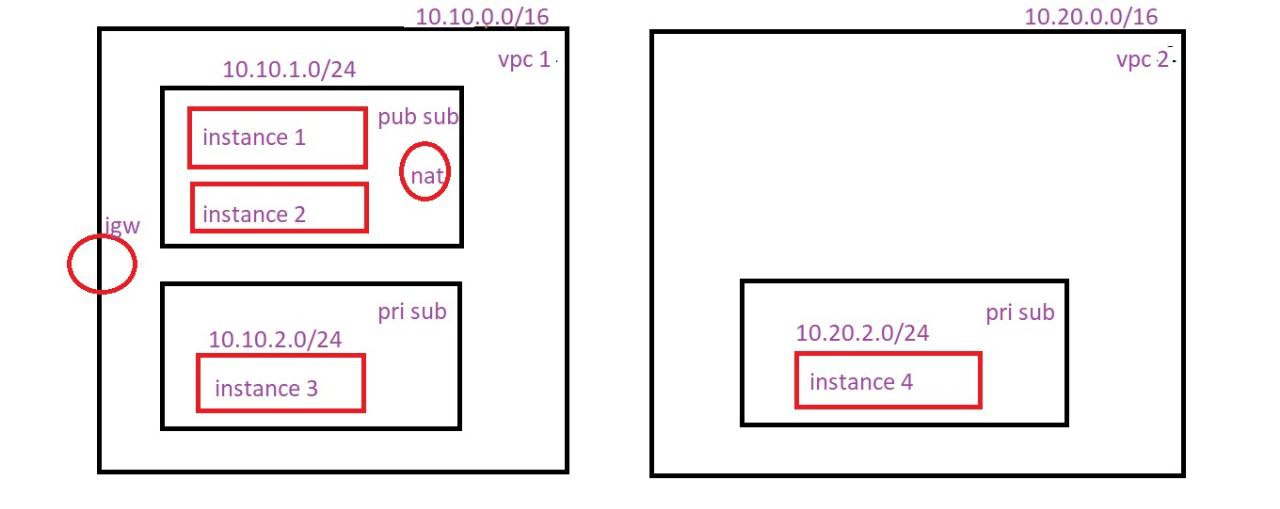 10.10.0.0/16
vpc 1
10.10.1.0/24
pub sub
instance 1
nat
instance 2
igw
pri sub
10.10.2.0/24
instance 3
10.20.0.0/16
vpc 2
pri sub
10.20.2.0/24
instance 4